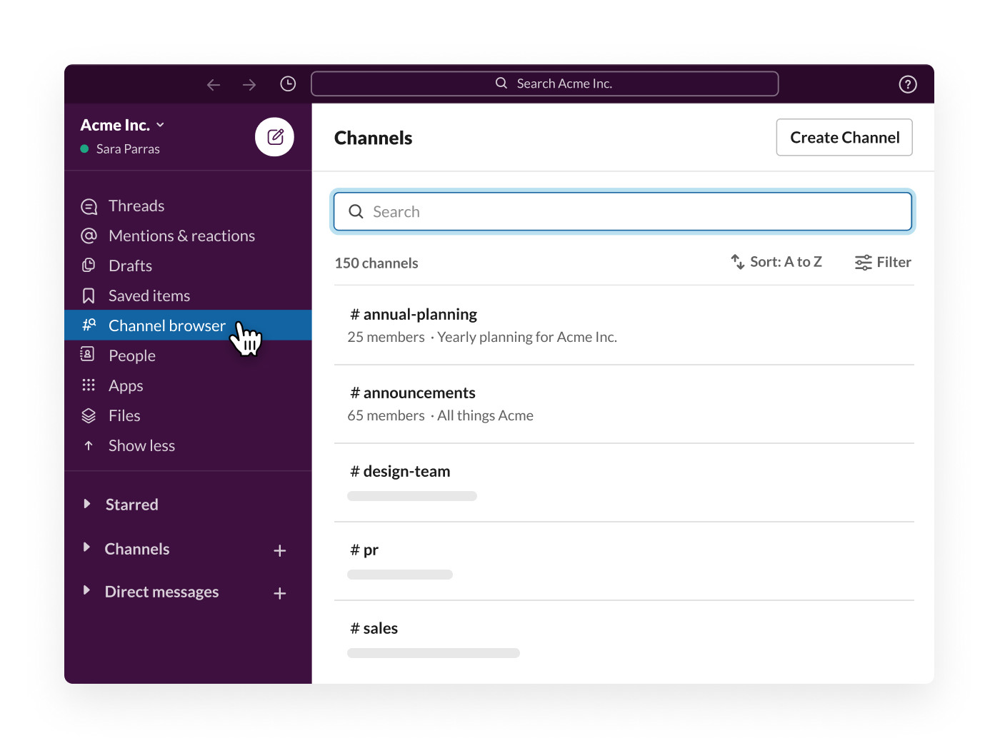 Search Acme Inc.
Acme Inc.
Sara Parras
Threads
Mentions & reactions
Drafts
Saved items
Channel browser
People
Apps
Files
Show less
Starred
Channels
Direct messages
Channels
Create Channel
Search
150 channels
Sort: A to Z
Filter
# annual-planning
25 members · Yearly planning for Acme Inc.
# announcements
65 members · All things Acme
# design-team
# pr
# sales